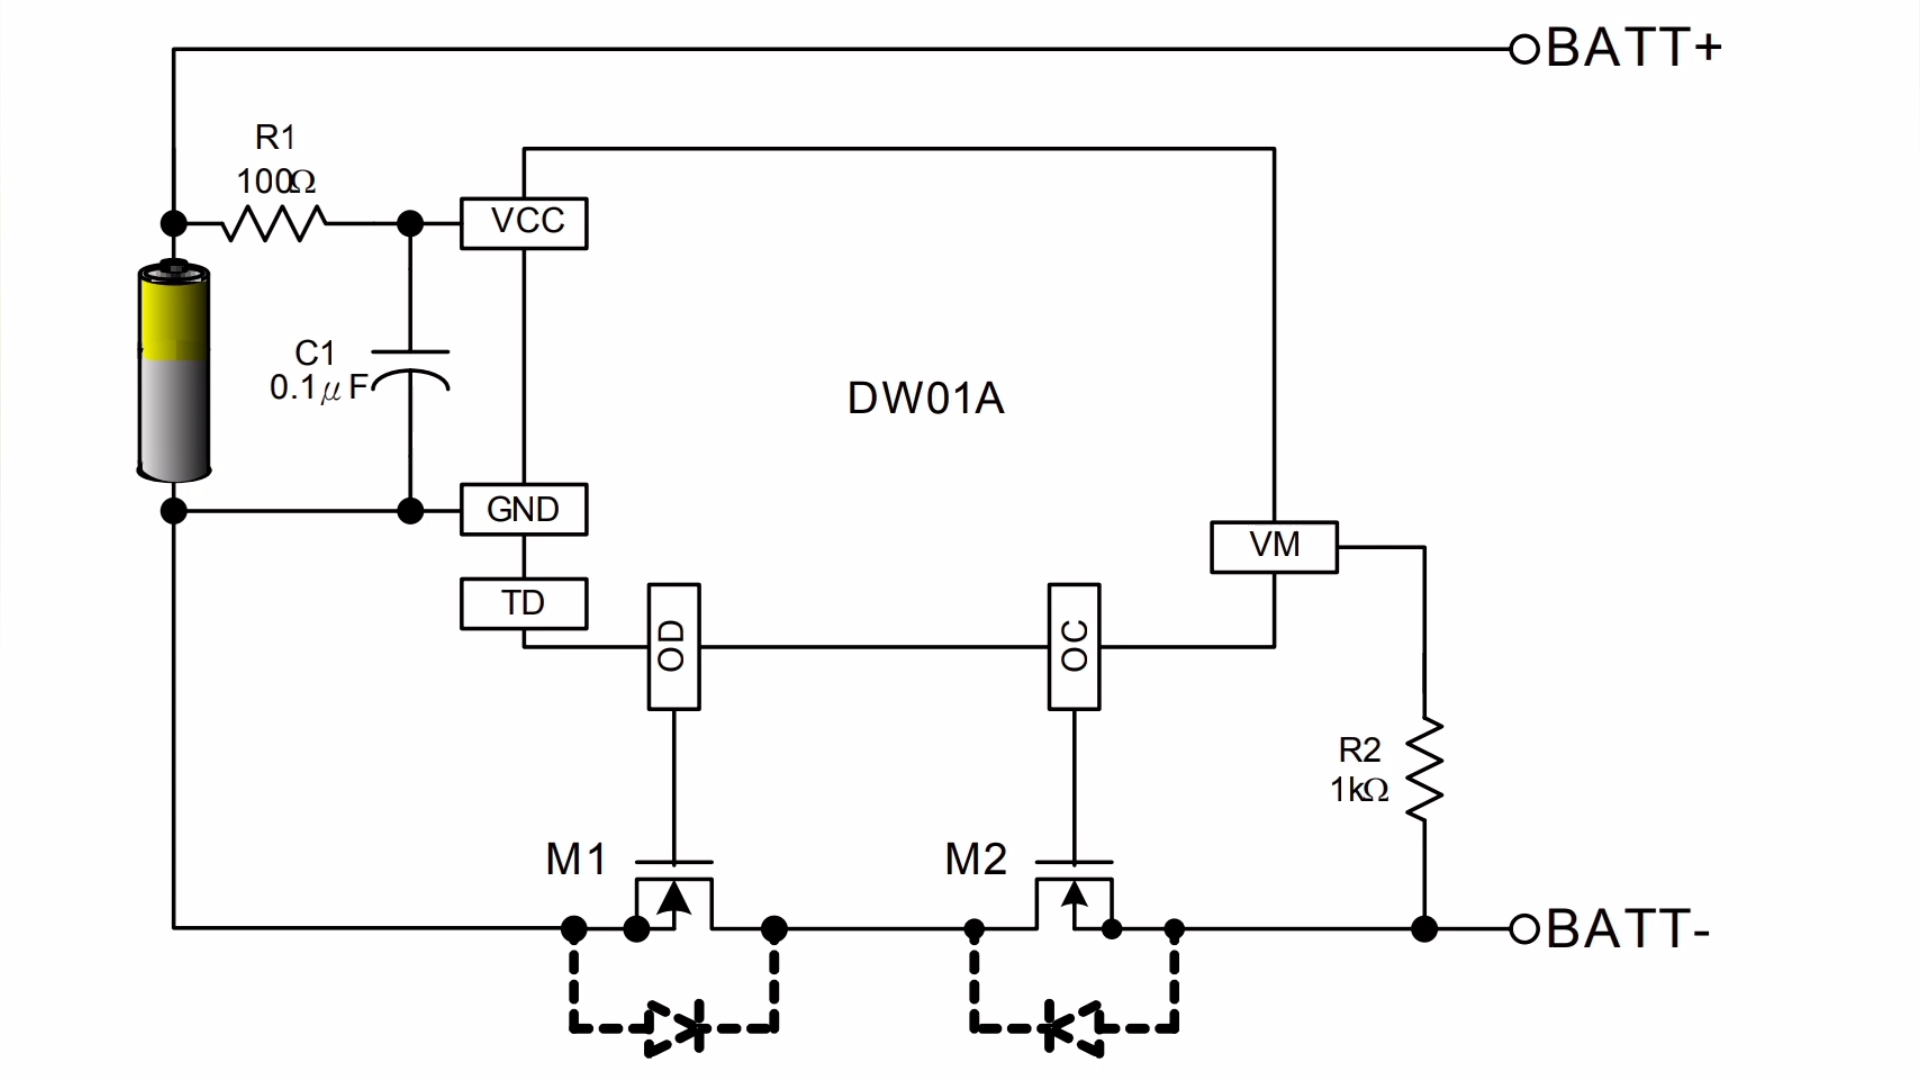 BATT+
R1
100Ω
VCC
C1
0.1μF
DW01A
GND
VM
TD
OD
OC
R2
1kΩ
M1
M2
BATT-